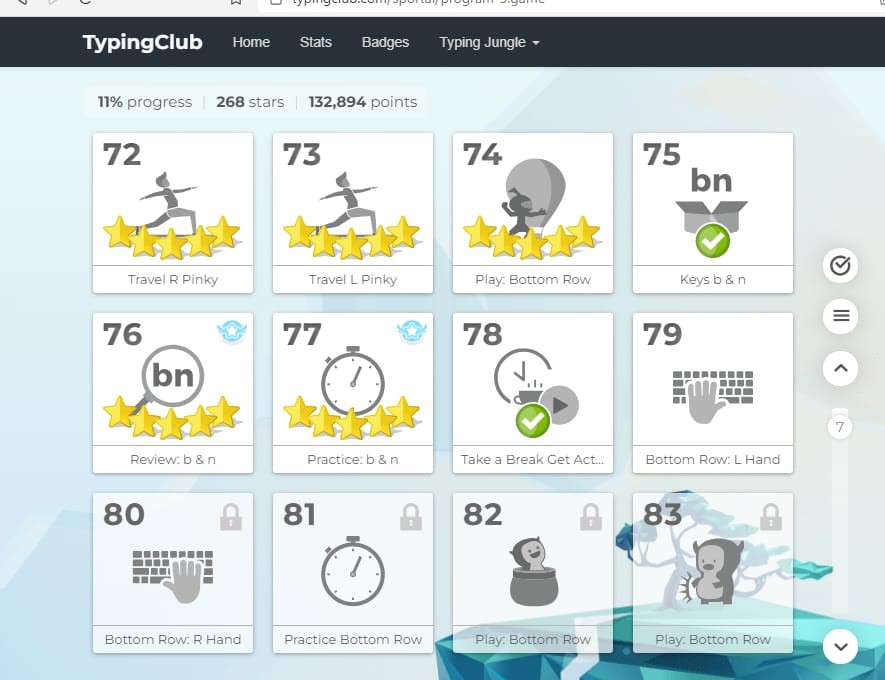 typingclub.com/sportal/program-3.game
TypingClub Home Stats Badges Typing Jungle
11% progress 268 stars 132,894 points
72 73 74 75
bn
Travel R Pinky Travel L Pinky Play: Bottom Row Keys b & n
76 77 78 79
bn
Review: b & n Practice: b & n Take a Break Get Act... Bottom Row: L Hand
7
80 81 82 83
Bottom Row: R Hand Practice Bottom Row Play: Bottom Row Play: Bottom Row